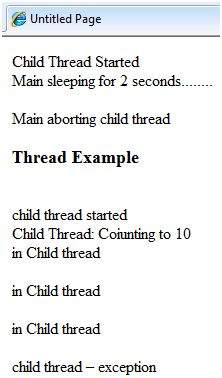 Untitled Page
Child Thread Started
Main sleeping for 2 seconds........
Main aborting child thread
Thread Example
child thread started
Child Thread: Coiunting to 10
in Child thread
in Child thread
in Child thread
child thread – exception